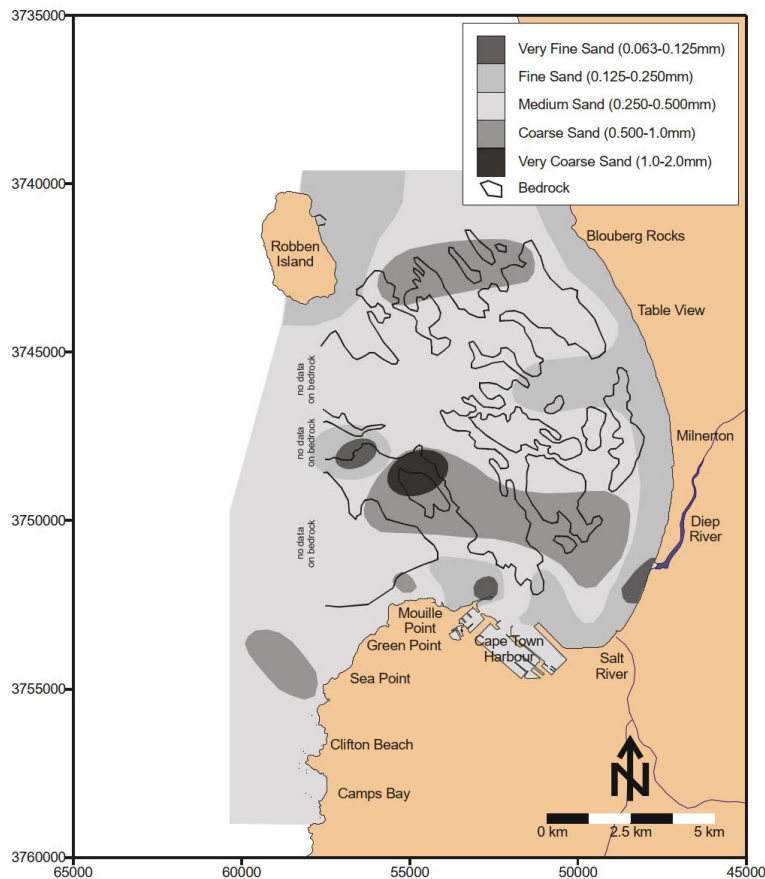 3735000
3740000
3745000
3750000
3755000
3760000
65000
60000
55000
50000
45000
Very Fine Sand (0.063-0.125mm)
Fine Sand (0.125-0.250mm)
Medium Sand (0.250-0.500mm)
Coarse Sand (0.500-1.0mm)
Very Coarse Sand (1.0-2.0mm)
Bedrock
Robben
Island
Blouberg Rocks
Table View
no data
on bedrock
no data
on bedrock
no data
on bedrock
Milnerton
Diep
River
Mouille
Point
Green Point
Cape Town
Harbour
Salt
River
Sea Point
Clifton Beach
Camps Bay
N
0 km
2.5 km
5 km